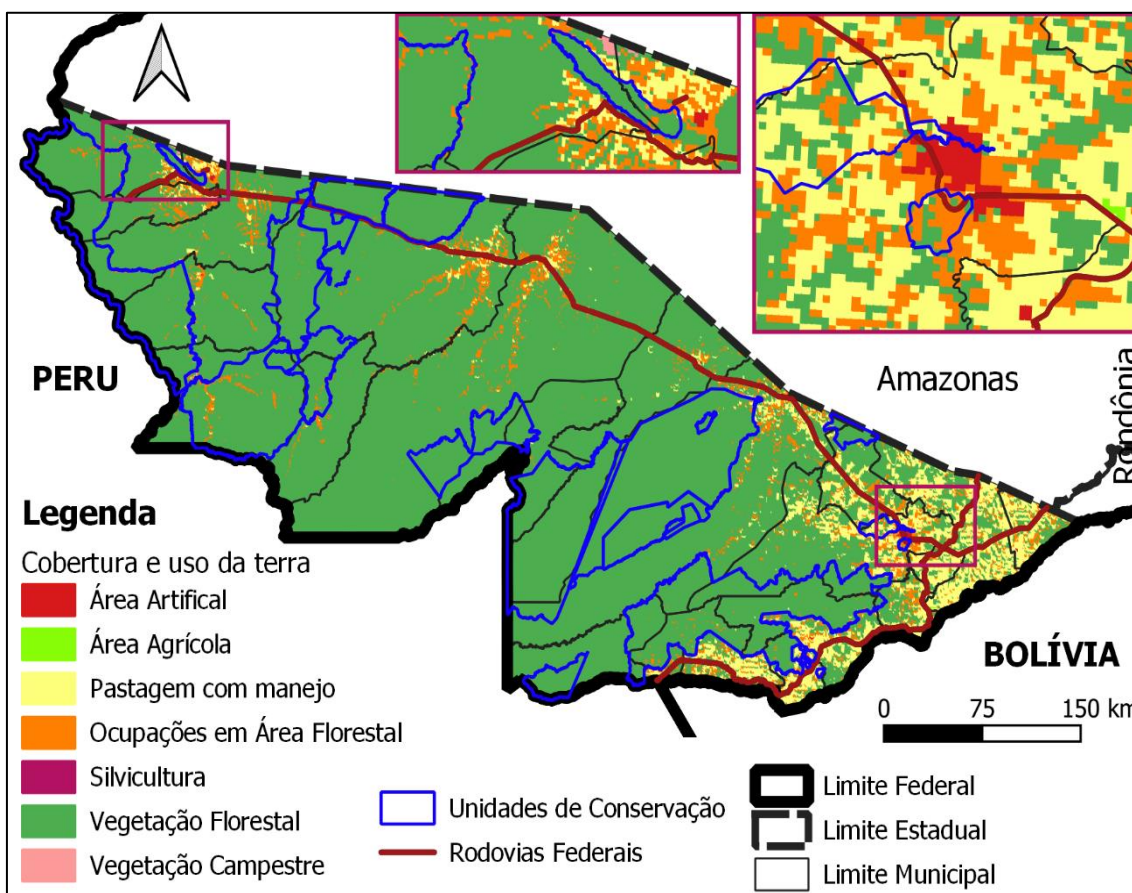 PERU
Amazonas
Rondônia
BOLÍVIA
0 75 150 km
Legenda
Cobertura e uso da terra
Área Artifical
Área Agrícola
Pastagem com manejo
Ocupações em Área Florestal
Silvicultura
Vegetação Florestal
Vegetação Campestre
Unidades de Conservação
Rodovias Federais
Limite Federal
Limite Estadual
Limite Municipal